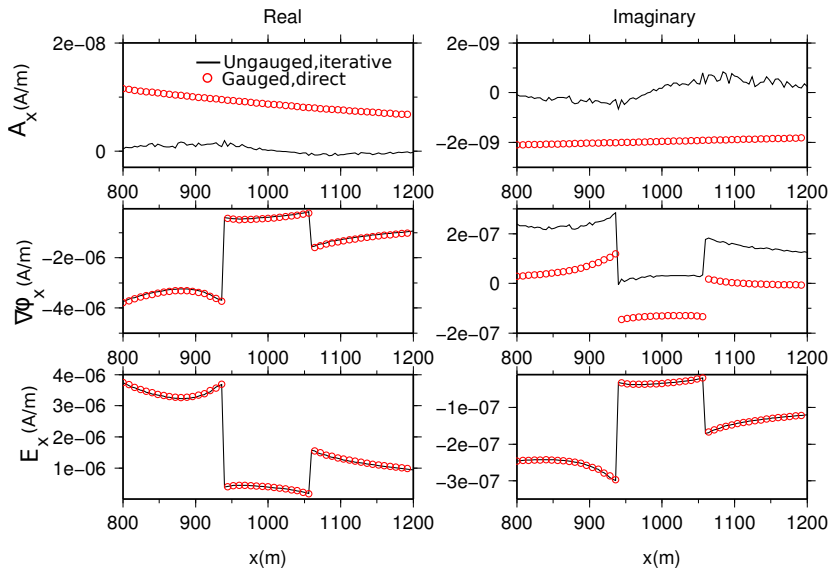 Real
Imaginary
2e−08
0
Ungauged,iterative
Gauged,direct
A_x(A/m)
800 900 1000 1100 1200
2e−09
0
−2e−09
800 900 1000 1100 1200
−2e−06
−4e−06
∇φ_x(A/m)
800 900 1000 1100 1200
2e−07
0
−2e−07
800 900 1000 1100 1200
4e−06
3e−06
2e−06
1e−06
E_x(A/m)
800 900 1000 1100 1200
x(m)
−1e−07
−2e−07
−3e−07
800 900 1000 1100 1200
x(m)